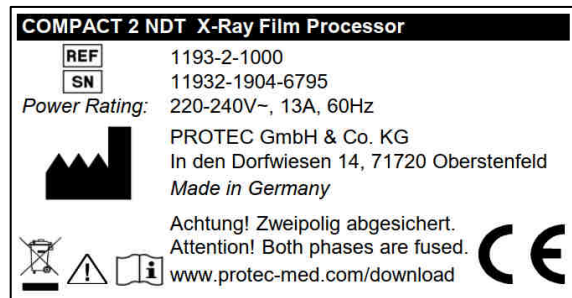 COMPACT 2 NDT X-Ray Film Processor
REF 1193-2-1000
SN 11932-1904-6795
Power Rating: 220-240V~, 13A, 60Hz
PROTEC GmbH & Co. KG
In den Dorfwiesen 14, 71720 Oberstenfeld
Made in Germany
Achtung! Zweipolig abgesichert.
Attention! Both phases are fused.
www.protec-med.com/download
CE